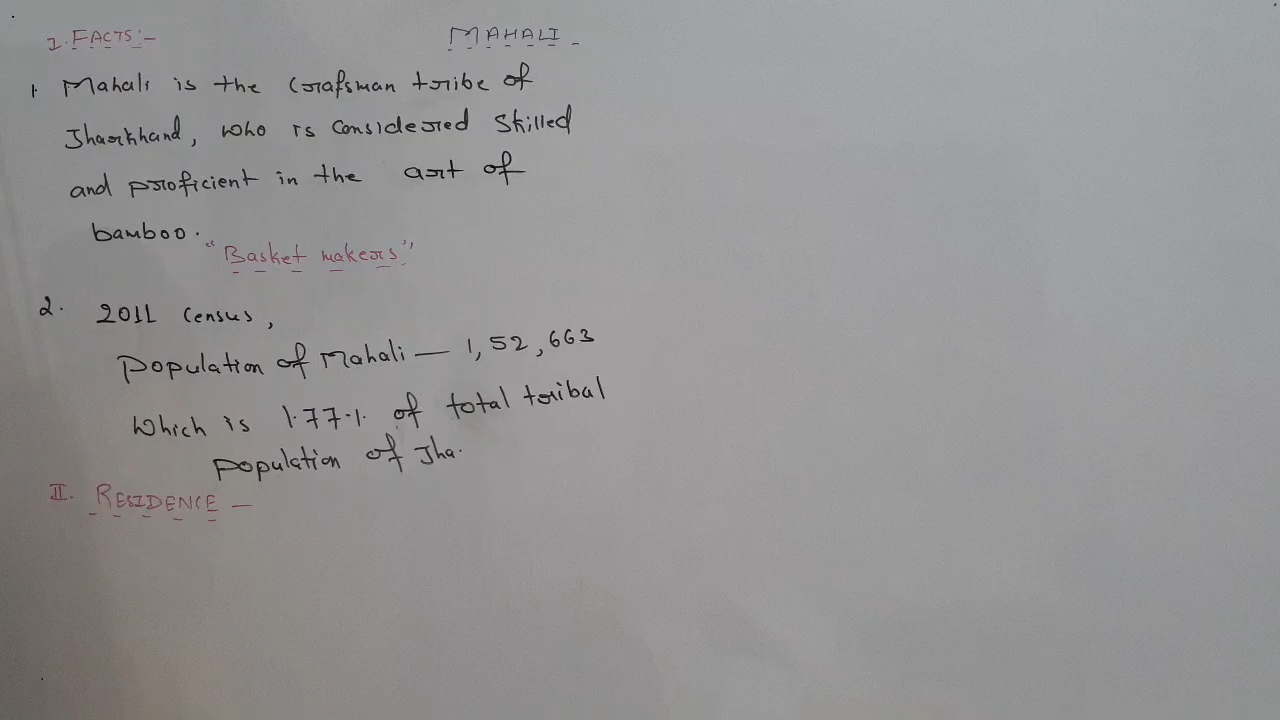 I. FACTS:-
MAHALI
1. Mahali is the Crafsman tribe of
Jharkhand, who is considered skilled
and proficient in the art of
bamboo.
"Basket makers"
2. 2011 Census,
Population of Mahali — 1,52,663
Which is 1.77% of total tribal
population of Jha.
II. RESIDENCE —